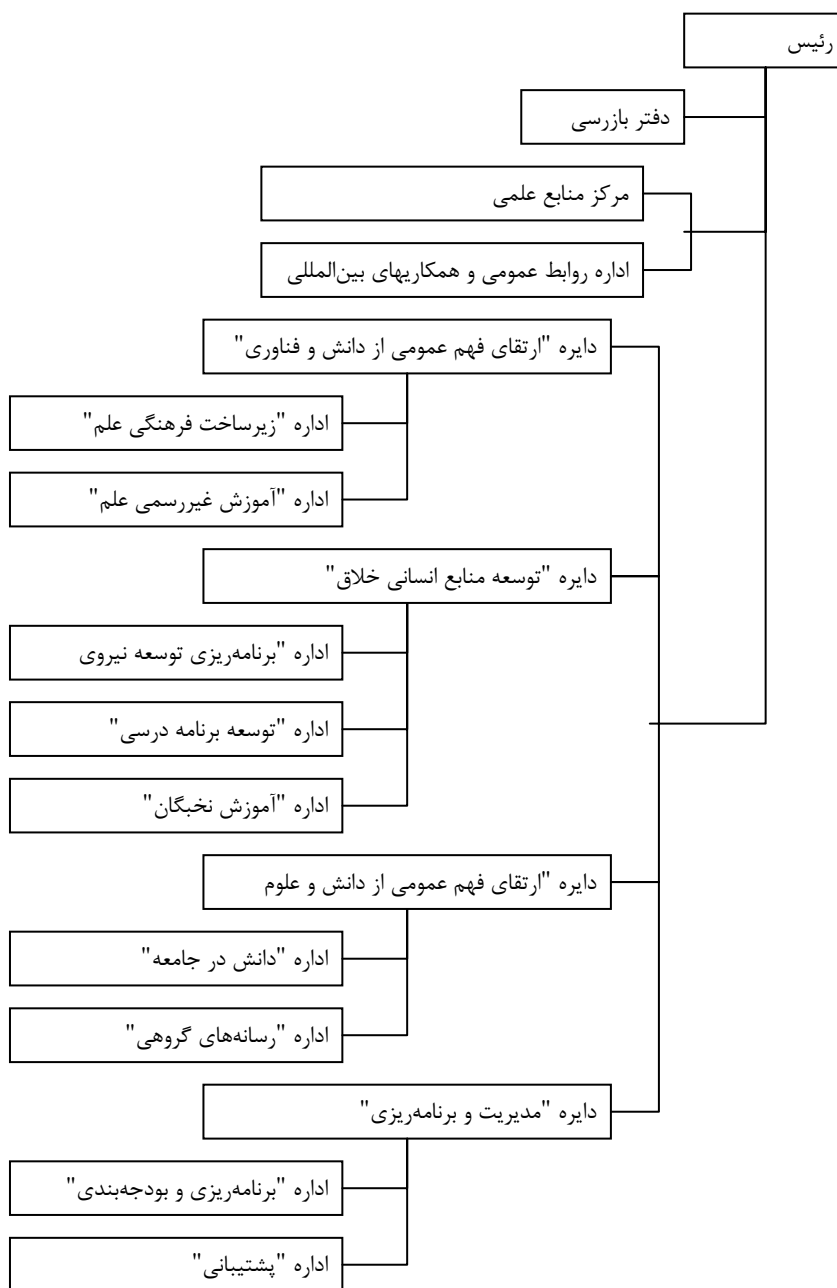 رئیس
دفتر بازرسی
مرکز منابع علمی
اداره روابط عمومی و همکاریهای بین‌المللی
دایره "ارتقای فهم عمومی از دانش و فناوری"
اداره "زیرساخت فرهنگی علم"
اداره "آموزش غیررسمی علم"
دایره "توسعه منابع انسانی خلاق"
اداره "برنامه‌ریزی توسعه نیروی
اداره "توسعه برنامه درسی"
اداره "آموزش نخبگان"
دایره "ارتقای فهم عمومی از دانش و علوم
اداره "دانش در جامعه"
اداره "رسانه‌های گروهی"
دایره "مدیریت و برنامه‌ریزی"
اداره "برنامه‌ریزی و بودجه‌بندی"
اداره "پشتیبانی"